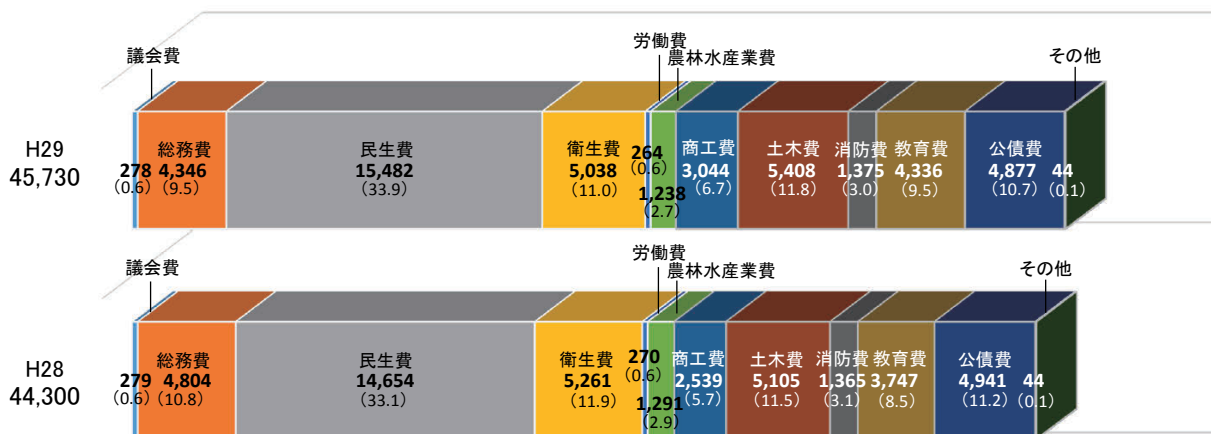 議会費
労働費
農林水産業費
その他
H29
45,730
278
(0.6)
総務費
4,346
(9.5)
民生費
15,482
(33.9)
衛生費
5,038
(11.0)
264
(0.6)
1,238
(2.7)
商工費
3,044
(6.7)
土木費
5,408
(11.8)
消防費
1,375
(3.0)
教育費
4,336
(9.5)
公債費
4,877
(10.7)
44
(0.1)
議会費
労働費
農林水産業費
その他
H28
44,300
279
(0.6)
総務費
4,804
(10.8)
民生費
14,654
(33.1)
衛生費
5,261
(11.9)
270
(0.6)
1,291
(2.9)
商工費
2,539
(5.7)
土木費
5,105
(11.5)
消防費
1,365
(3.1)
教育費
3,747
(8.5)
公債費
4,941
(11.2)
44
(0.1)